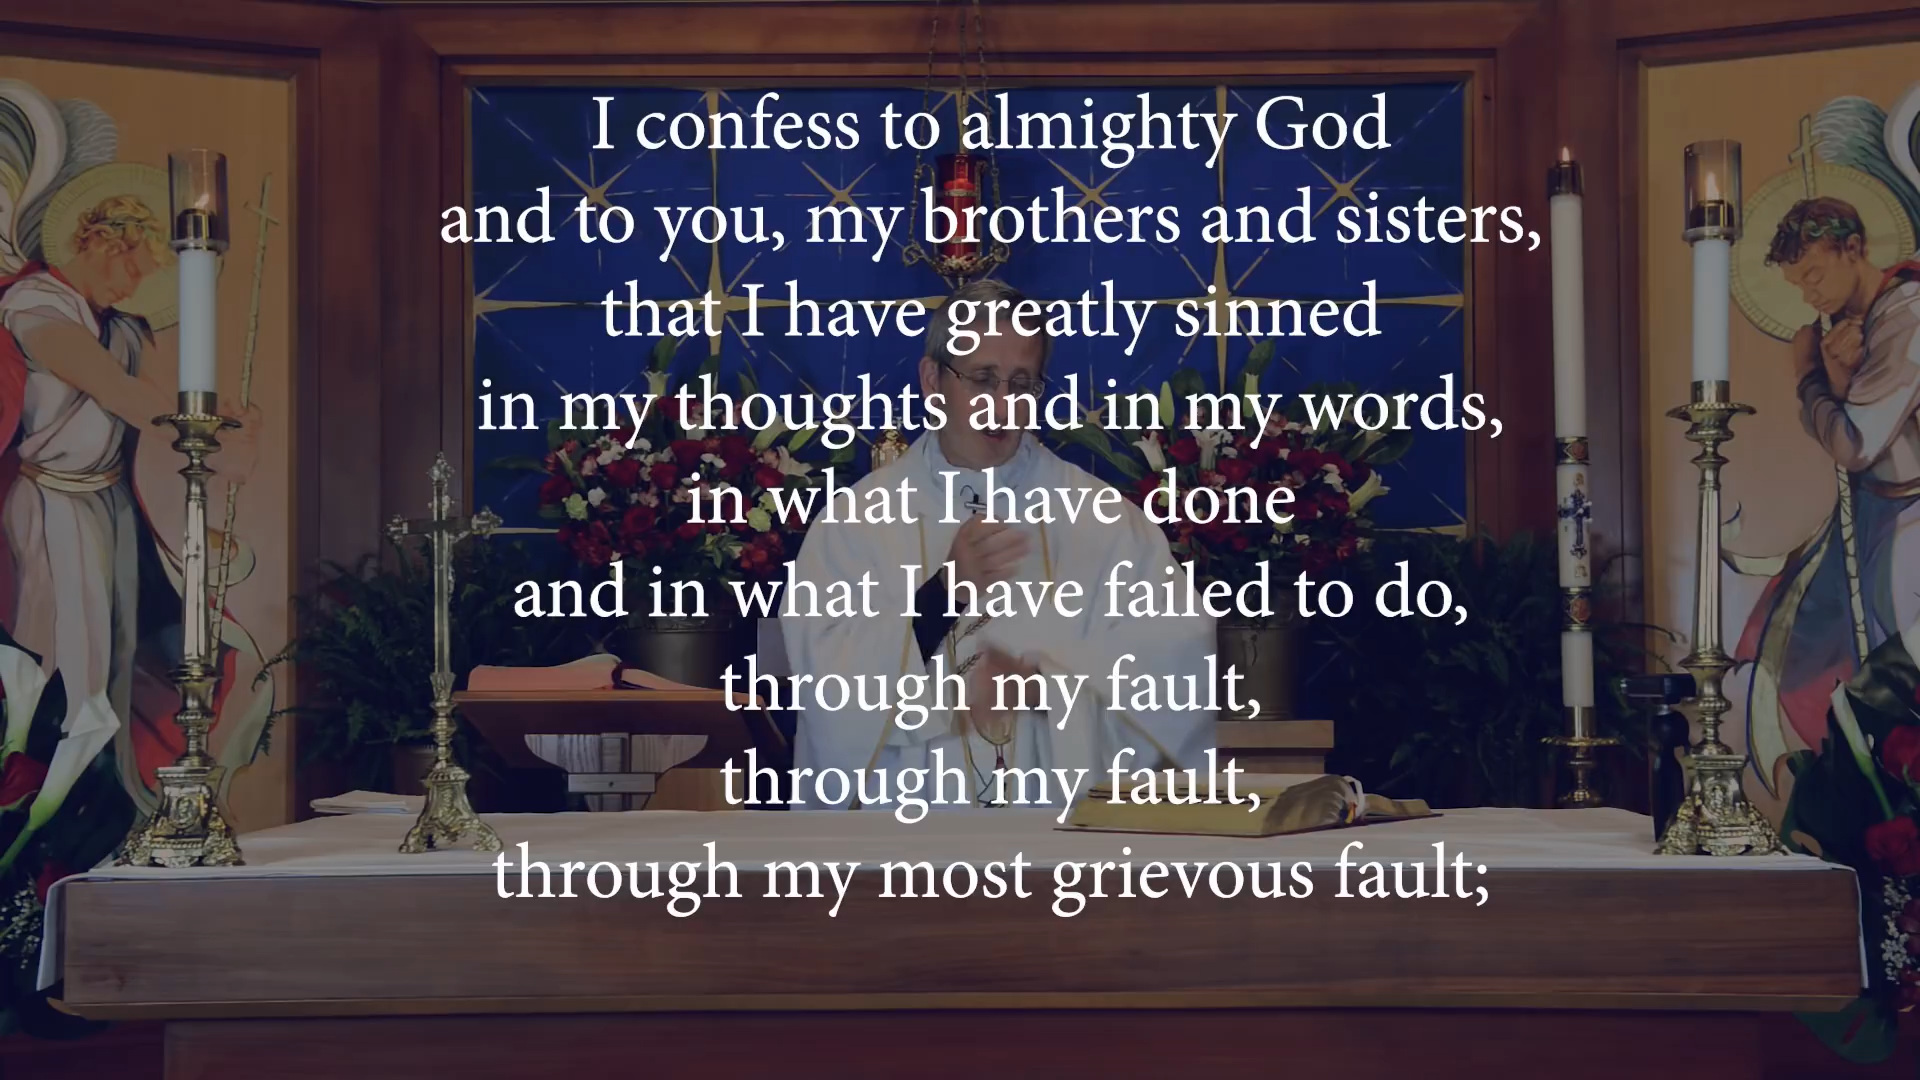 I confess to almighty God
and to you, my brothers and sisters,
that I have greatly sinned
in my thoughts and in my words,
in what I have done
and in what I have failed to do,
through my fault,
through my fault,
through my most grievous fault;